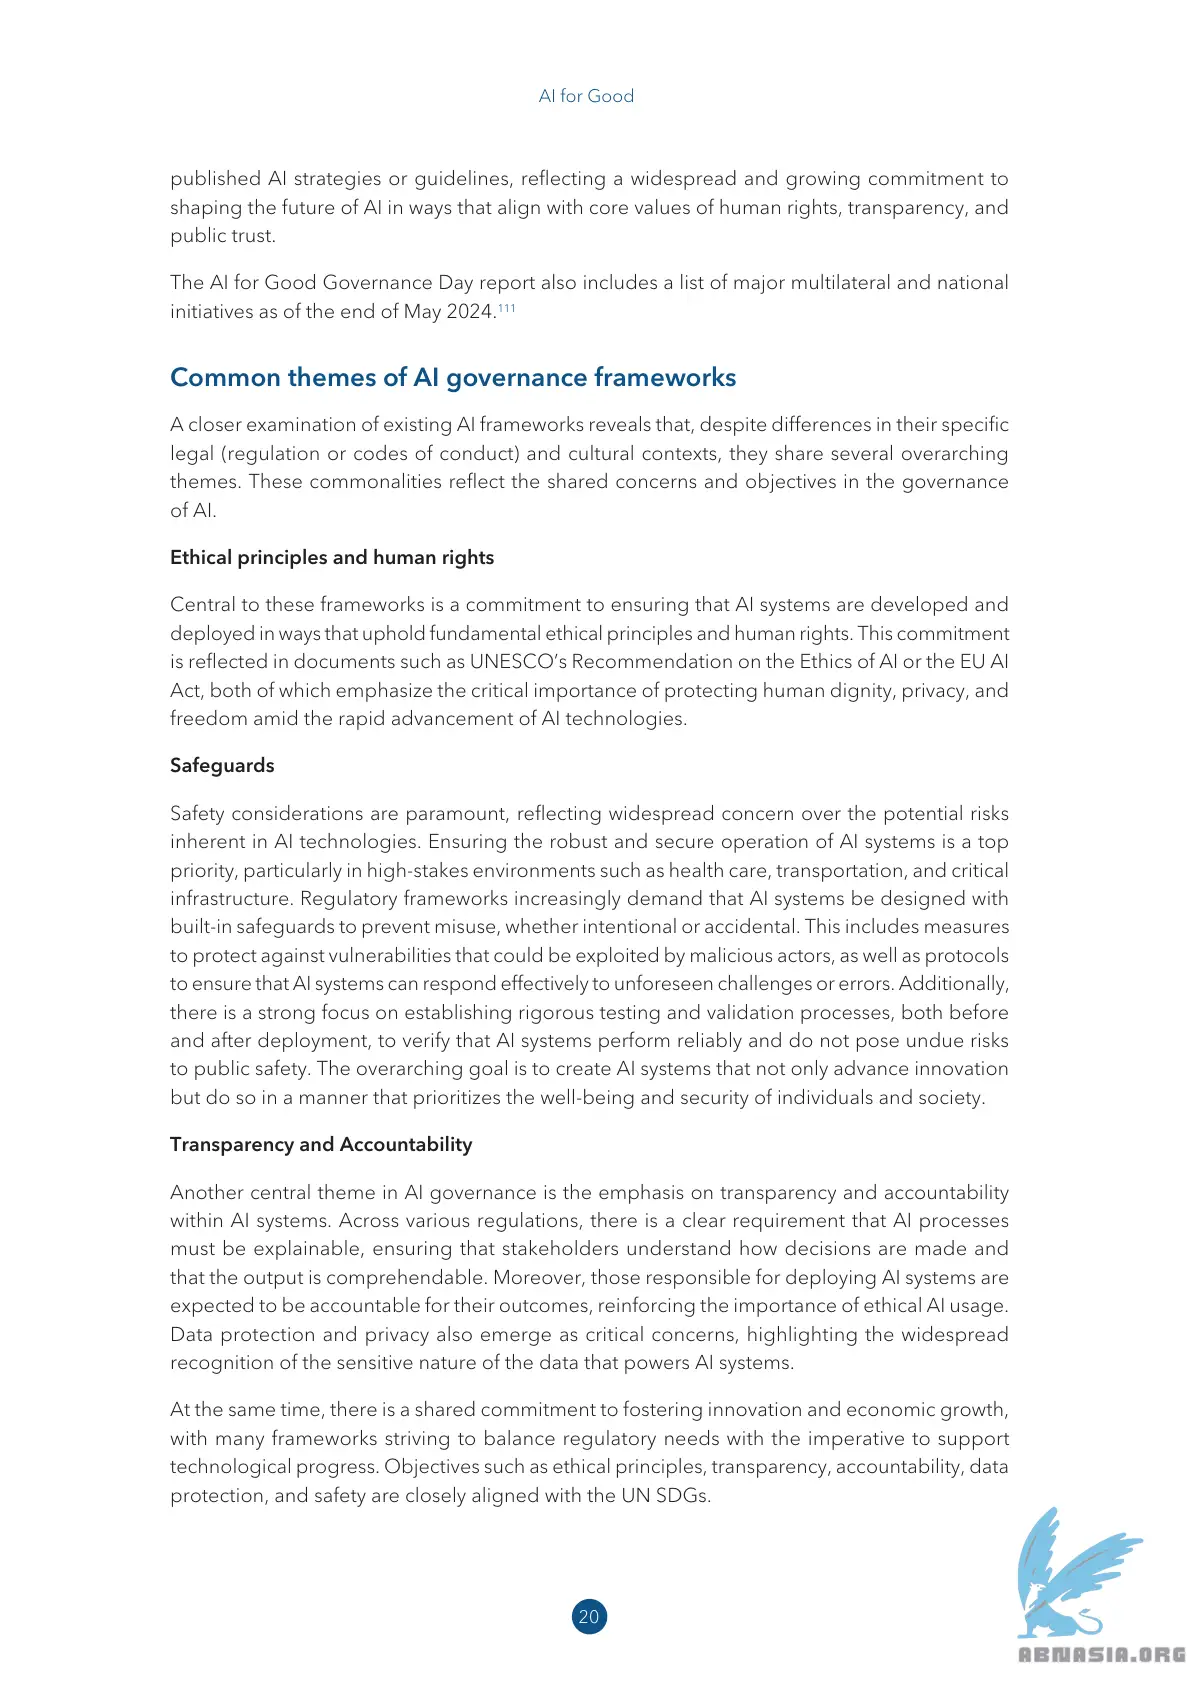 AI for Good
published AI strategies or guidelines, reflecting a widespread and growing commitment to
shaping the future of AI in ways that align with core values of human rights, transparency, and
public trust.
The AI for Good Governance Day report also includes a list of major multilateral and national
initiatives as of the end of May 2024.111
Common themes of AI governance frameworks
A closer examination of existing AI frameworks reveals that, despite differences in their specific
legal (regulation or codes of conduct) and cultural contexts, they share several overarching
themes. These commonalities reflect the shared concerns and objectives in the governance
of AI.
Ethical principles and human rights
Central to these frameworks is a commitment to ensuring that AI systems are developed and
deployed in ways that uphold fundamental ethical principles and human rights. This commitment
is reflected in documents such as UNESCO's Recommendation on the Ethics of AI or the EU AI
Act, both of which emphasize the critical importance of protecting human dignity, privacy, and
freedom amid the rapid advancement of AI technologies.
Safeguards
Safety considerations are paramount, reflecting widespread concern over the potential risks
inherent in AI technologies. Ensuring the robust and secure operation of AI systems is a top
priority, particularly in high-stakes environments such as health care, transportation, and critical
infrastructure. Regulatory frameworks increasingly demand that AI systems be designed with
built-in safeguards to prevent misuse, whether intentional or accidental. This includes measures
to protect against vulnerabilities that could be exploited by malicious actors, as well as protocols
to ensure that AI systems can respond effectively to unforeseen challenges or errors. Additionally,
there is a strong focus on establishing rigorous testing and validation processes, both before
and after deployment, to verify that AI systems perform reliably and do not pose undue risks
to public safety. The overarching goal is to create AI systems that not only advance innovation
but do so in a manner that prioritizes the well-being and security of individuals and society.
Transparency and Accountability
Another central theme in AI governance is the emphasis on transparency and accountability
within AI systems. Across various regulations, there is a clear requirement that AI processes
must be explainable, ensuring that stakeholders understand how decisions are made and
that the output is comprehendable. Moreover, those responsible for deploying AI systems are
expected to be accountable for their outcomes, reinforcing the importance of ethical AI usage.
Data protection and privacy also emerge as critical concerns, highlighting the widespread
recognition of the sensitive nature of the data that powers AI systems.
At the same time, there is a shared commitment to fostering innovation and economic growth,
with many frameworks striving to balance regulatory needs with the imperative to support
technological progress. Objectives such as ethical principles, transparency, accountability, data
protection, and safety are closely aligned with the UN SDGs.
20
ABNASIA.ORG